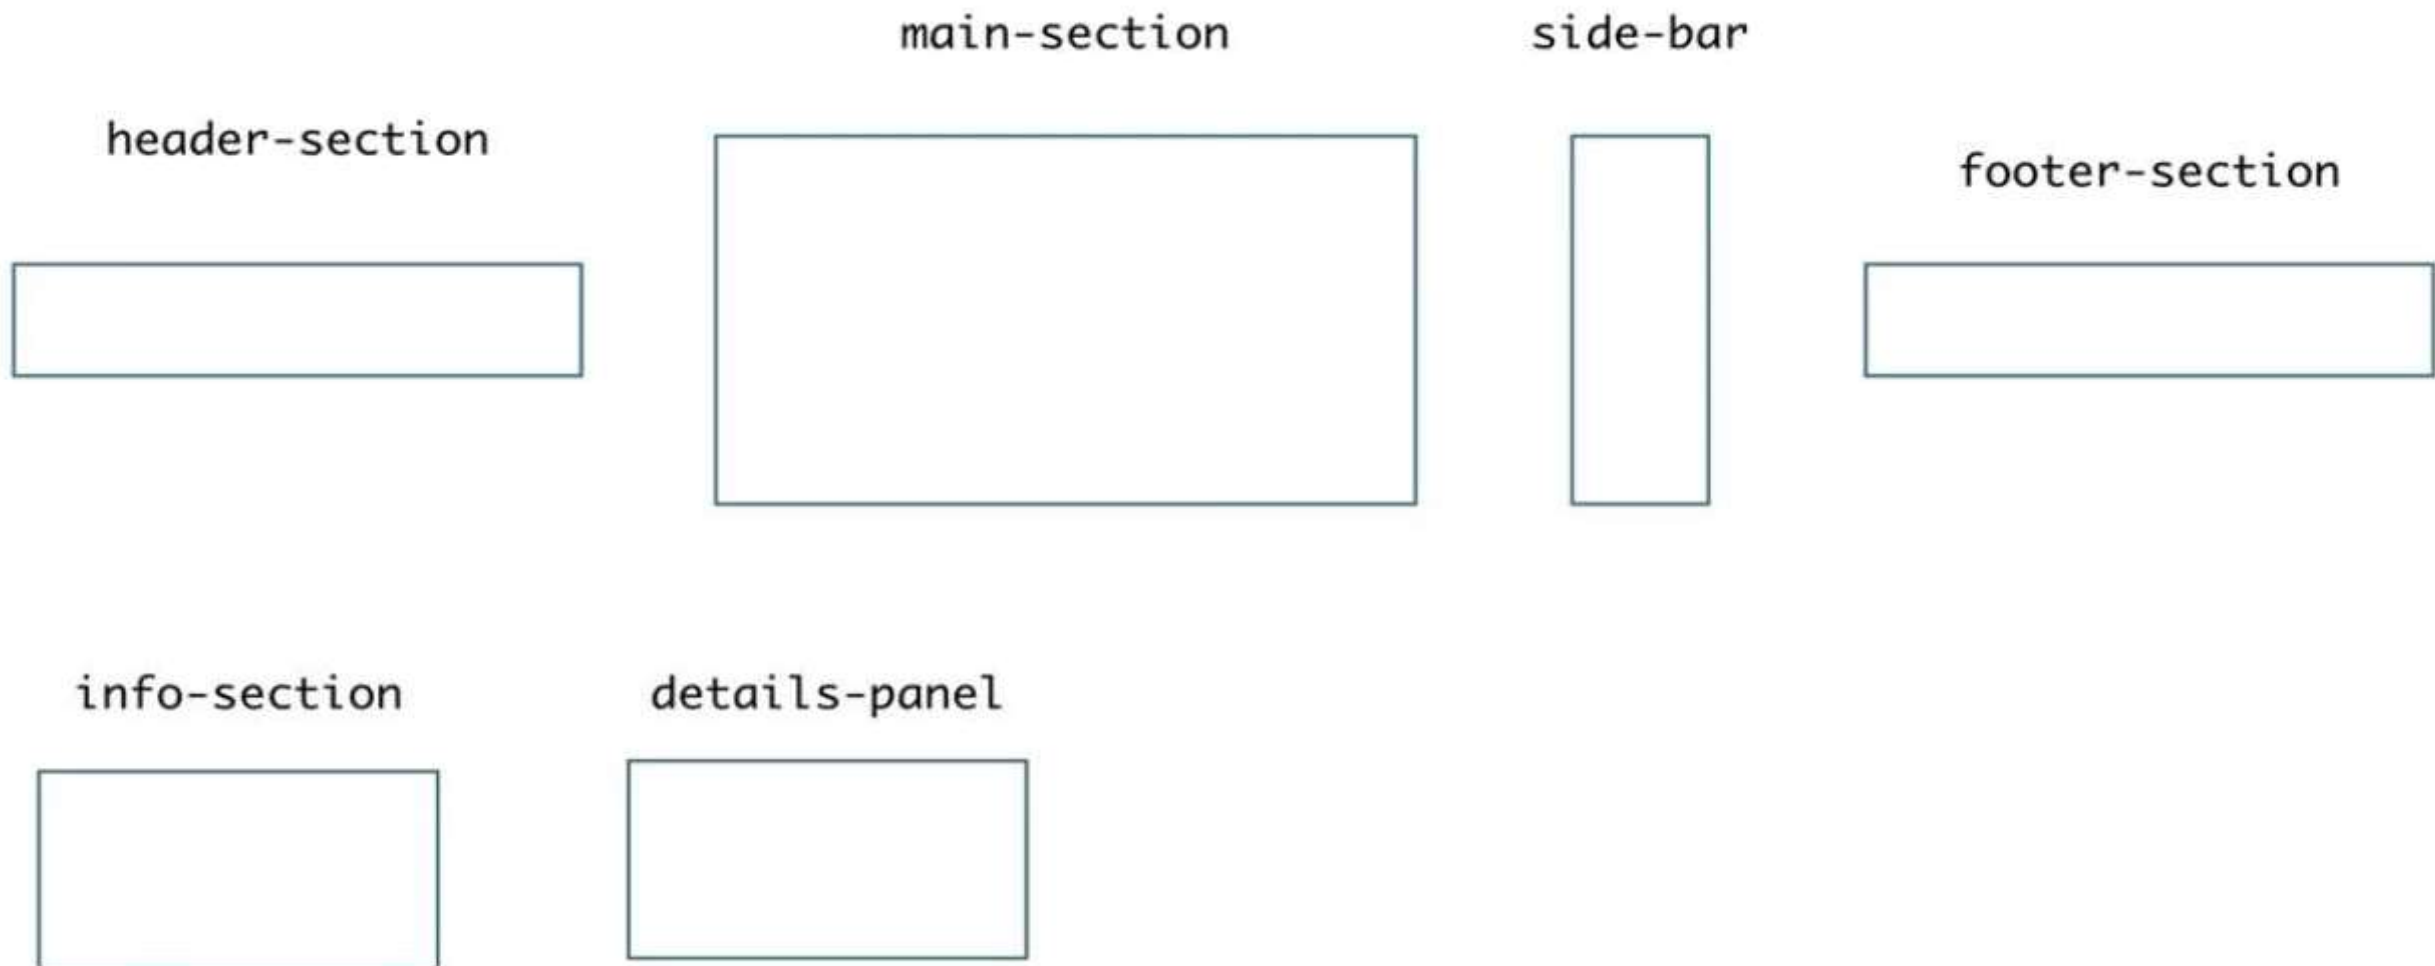 main-section
side-bar
header-section
footer-section
info-section
details-panel